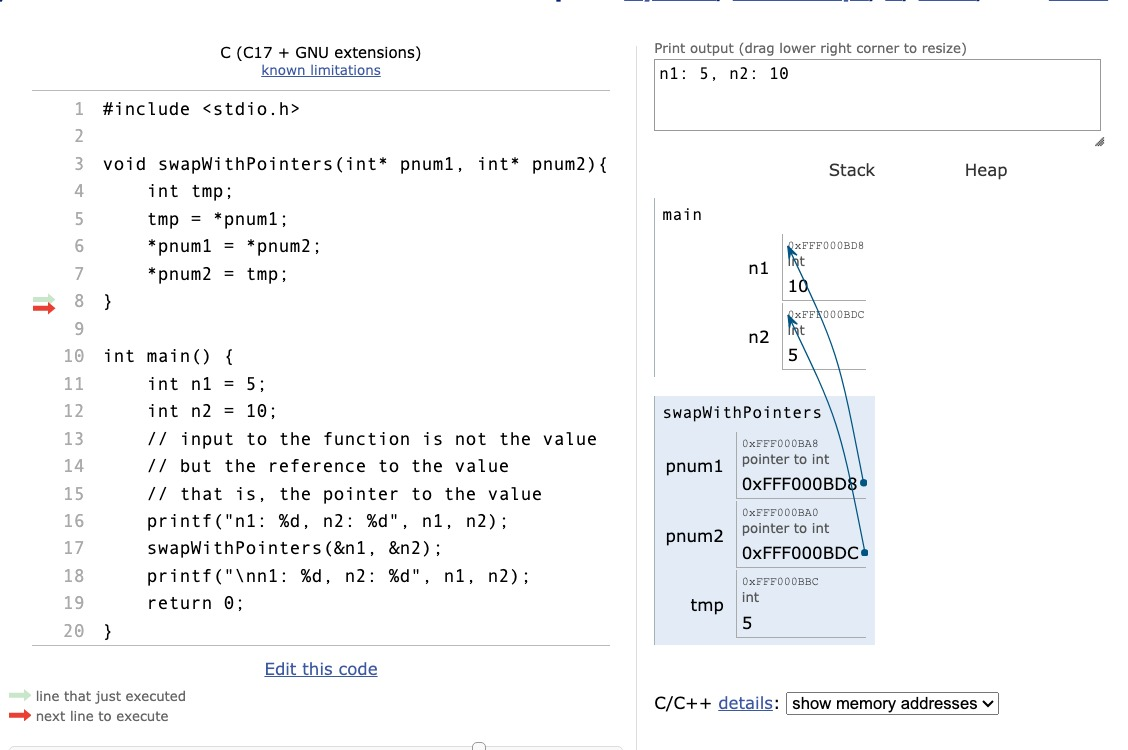 C (C17 + GNU extensions)
known limitations
1 #include <stdio.h>
2
3 void swapWithPointers(int* pnum1, int* pnum2){
4 int tmp;
5 tmp = *pnum1;
6 *pnum1 = *pnum2;
7 *pnum2 = tmp;
8 }
9
10 int main() {
11 int n1 = 5;
12 int n2 = 10;
13 // input to the function is not the value
14 // but the reference to the value
15 // that is, the pointer to the value
16 printf("n1: %d, n2: %d", n1, n2);
17 swapWithPointers(&n1, &n2);
18 printf("\nn1: %d, n2: %d", n1, n2);
19 return 0;
20 }
Edit this code
line that just executed
next line to execute
Print output (drag lower right corner to resize)
n1: 5, n2: 10
Stack Heap
main
0xFFF000BD8
n1 int
10
0xFFF000BDC
n2 int
5
swapWithPointers
0xFFF000BA8
pnum1 pointer to int
0xFFF000BD8
0xFFF000BA0
pnum2 pointer to int
0xFFF000BDC
0xFFF000BBC
tmp int
5
C/C++ details: show memory addresses